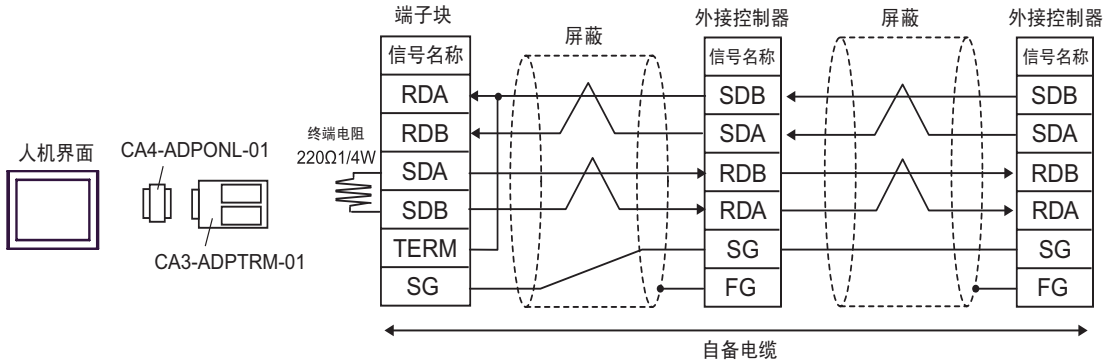 端子块
屏蔽
外接控制器
屏蔽
外接控制器
信号名称
信号名称
信号名称
RDA
SDB
SDB
RDB
SDA
SDA
终端电阻
220Ω1/4W
SDA
RDB
RDB
SDB
RDA
RDA
TERM
SG
SG
SG
FG
FG
人机界面
CA4-ADPONL-01
CA3-ADPTRM-01
自备电缆